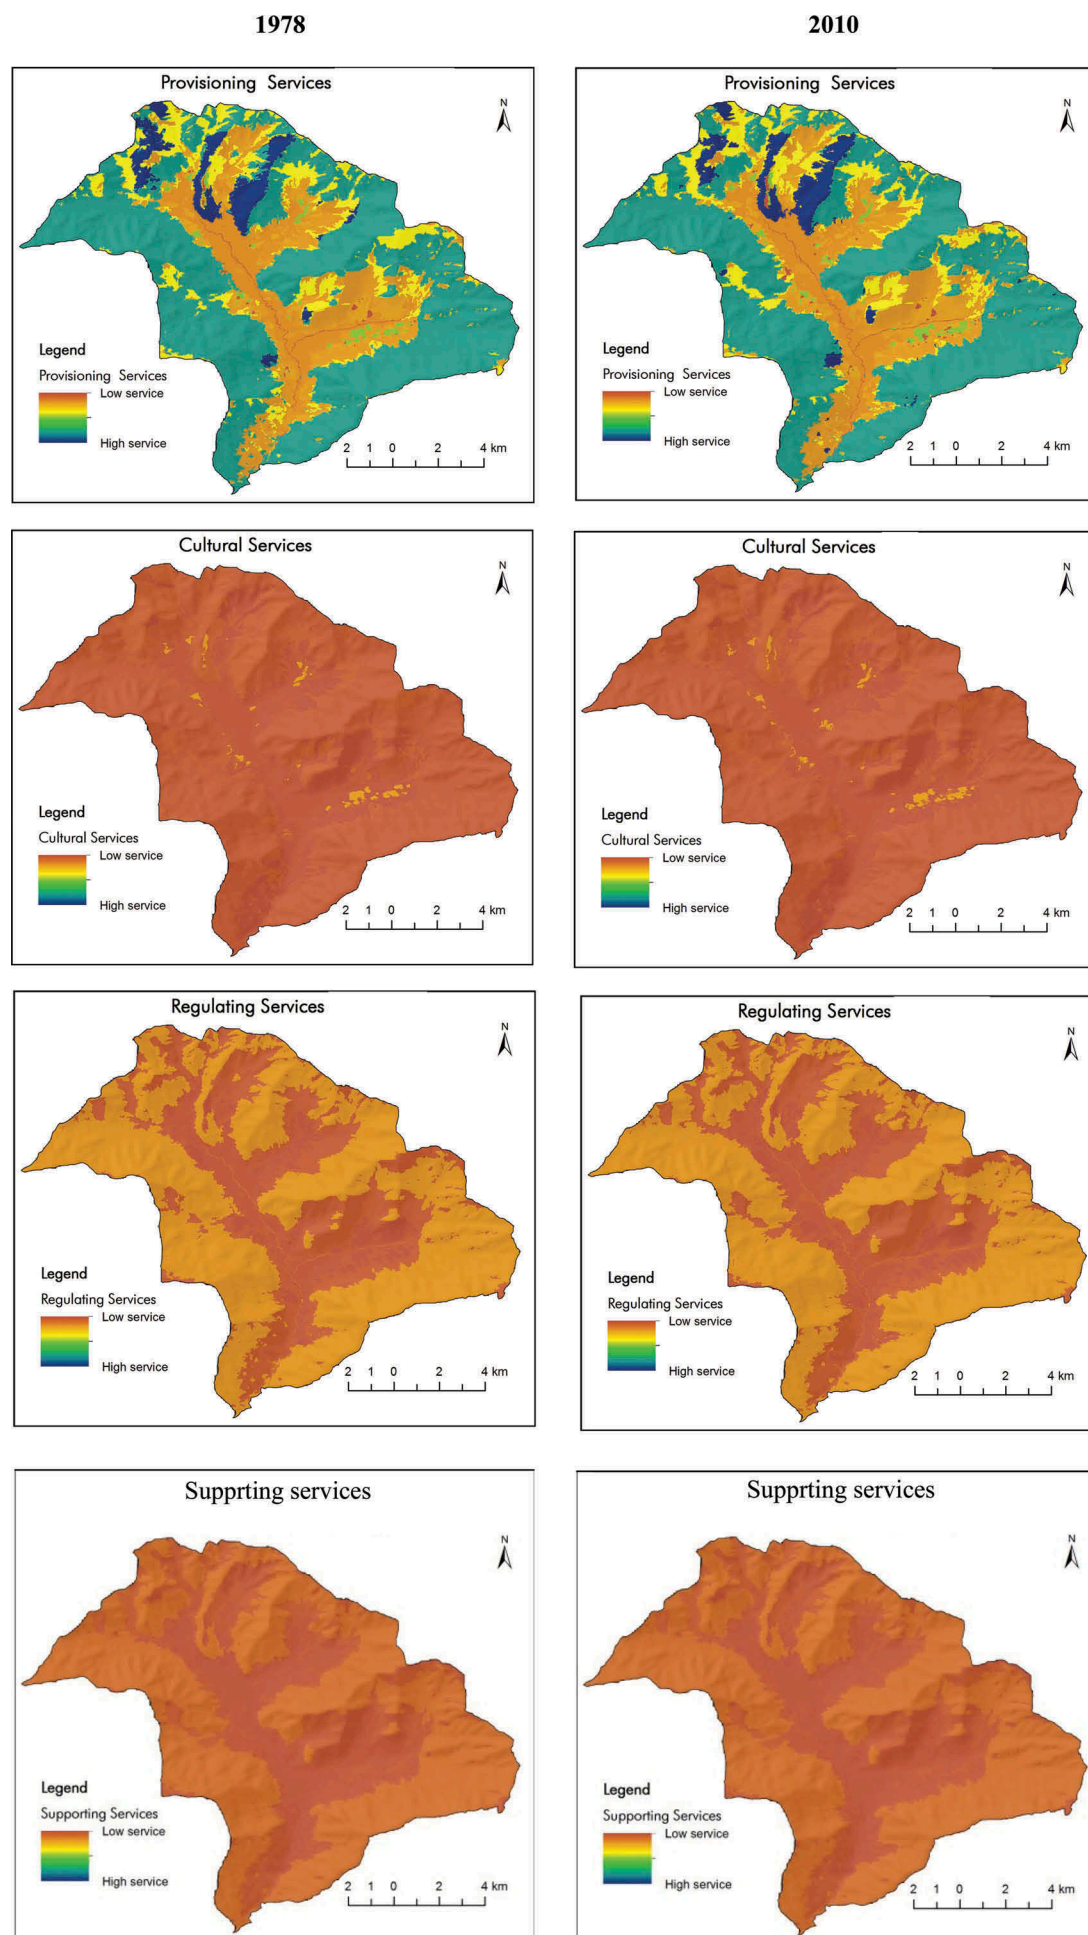 1978 2010
Provisioning Services
N
Legend
Provisioning Services
Low service
High service
2 1 0 2 4 km
Provisioning Services
N
Legend
Provisioning Services
Low service
High service
2 1 0 2 4 km
Cultural Services
N
Legend
Cultural Services
Low service
High service
2 1 0 2 4 km
Cultural Services
N
Legend
Cultural Services
Low service
High service
2 1 0 2 4 km
Regulating Services
N
Legend
Regulating Services
Low service
High service
2 1 0 2 4 km
Regulating Services
N
Legend
Regulating Services
Low service
High service
2 1 0 2 4 km
Supprting services
N
Legend
Supporting Services
Low service
High service
2 1 0 2 4 km
Supprting services
N
Legend
Supporting Services
Low service
High service
2 1 0 2 4 km